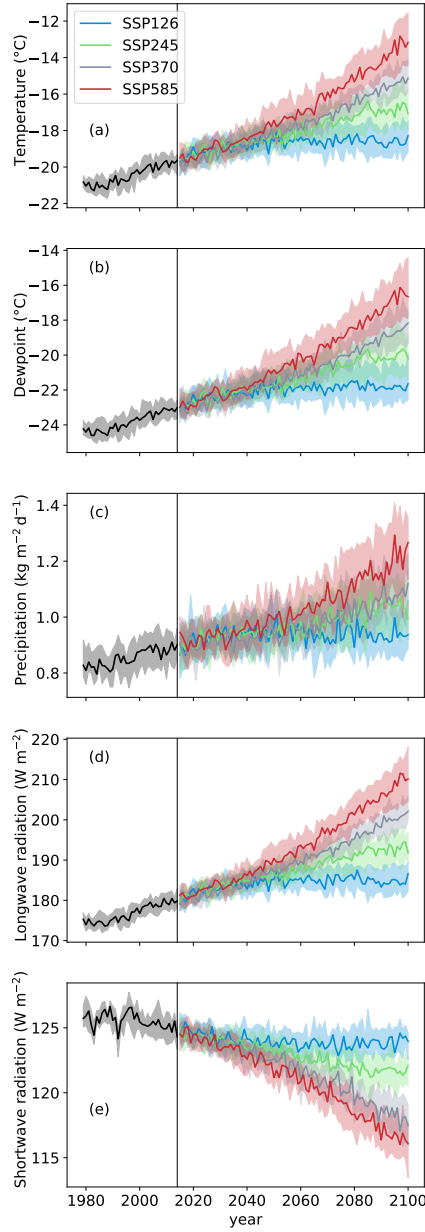 SSP126
SSP245
SSP370
SSP585
−12
−14
−16
−18
−20
−22
Temperature (°C)
(a)
−14
−16
−18
−20
−22
−24
Dewpoint (°C)
(b)
1.4
1.2
1.0
0.8
Precipitation (kg m⁻² d⁻¹)
(c)
220
210
200
190
180
170
Longwave radiation (W m⁻²)
(d)
125
120
115
Shortwave radiation (W m⁻²)
(e)
1980 2000 2020 2040 2060 2080 2100
year